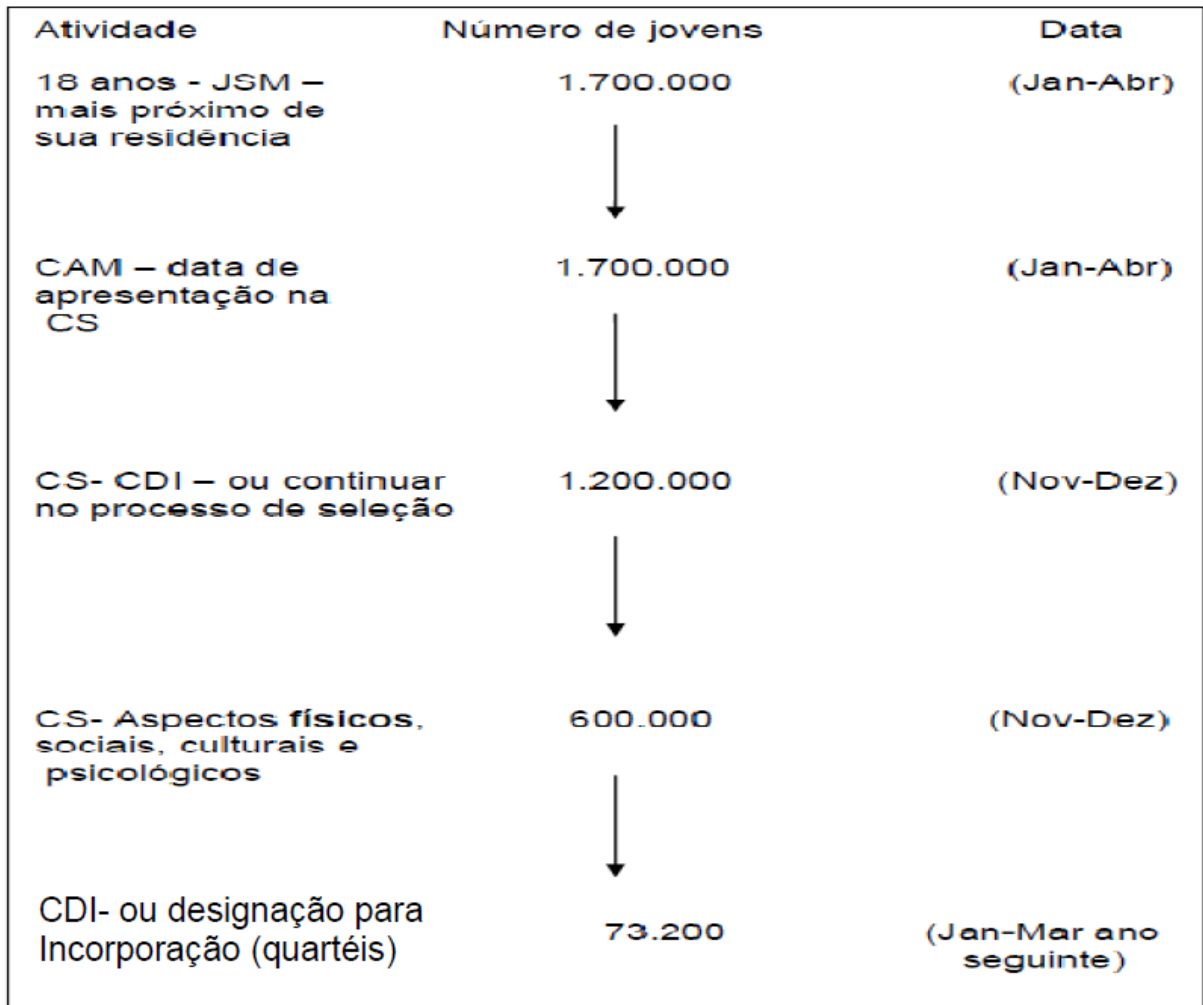 Atividade Número de jovens Data
18 anos - JSM – 1.700.000 (Jan-Abr)
mais próximo de
sua residência
CAM – data de 1.700.000 (Jan-Abr)
apresentação na
CS
CS- CDI – ou continuar 1.200.000 (Nov-Dez)
no processo de seleção
CS- Aspectos físicos, 600.000 (Nov-Dez)
sociais, culturais e
psicológicos
CDI- ou designação para
Incorporação (quartéis) 73.200 (Jan-Mar ano
seguinte)